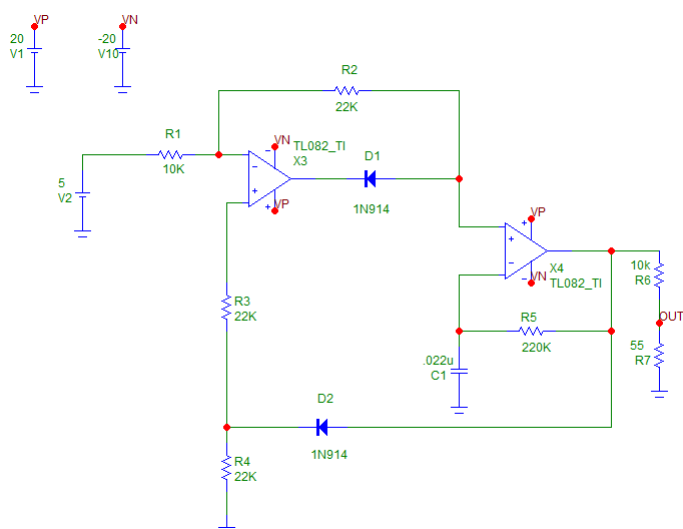 VP
20
V1
VN
-20
V10
R2
22K
R1
10K
VN
TL082_TI
X3
VP
D1
1N914
5
V2
VP
X4
VN
TL082_TI
10k
R6
OUT
55
R7
R3
22K
R5
220K
.022u
C1
D2
1N914
R4
22K